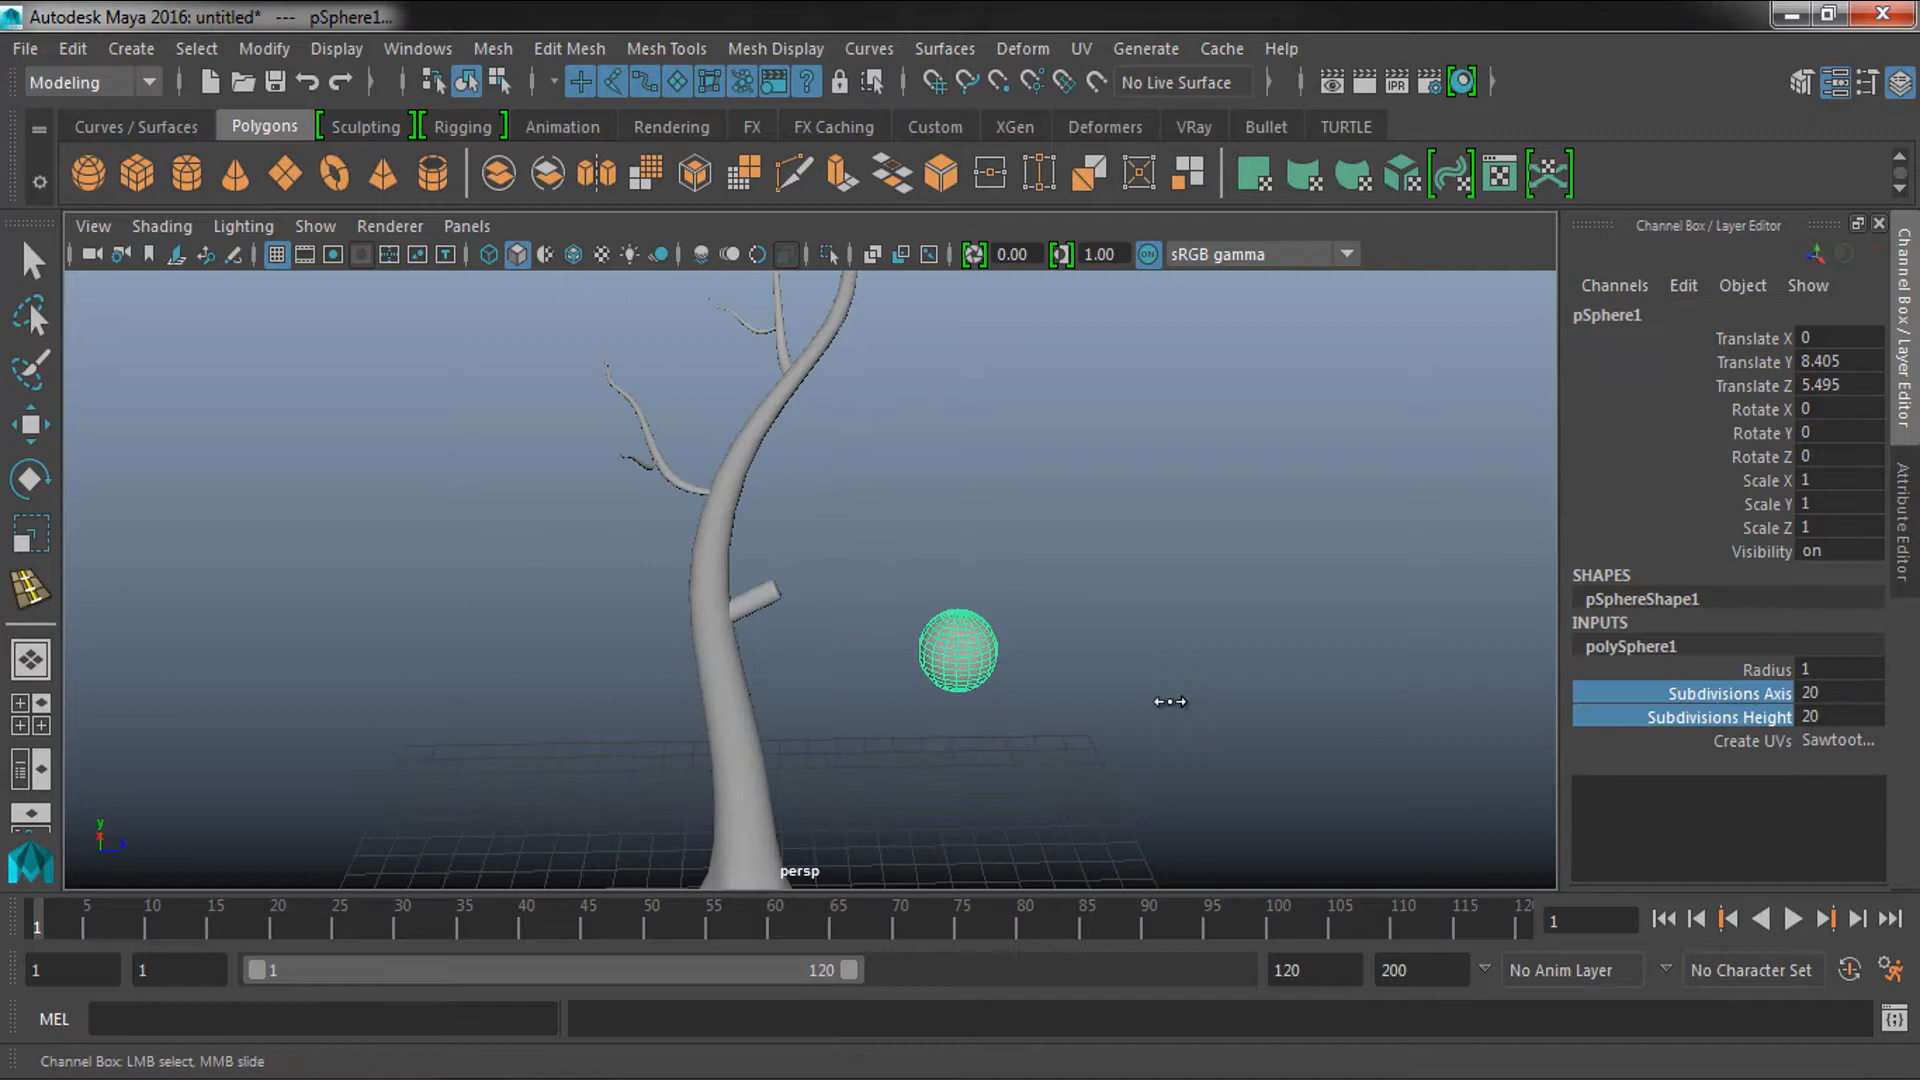 Autodesk Maya 2016: untitled* --- pSphere1...
File Edit Create Select Modify Display Windows Mesh Edit Mesh Mesh Tools Mesh Display Curves Surfaces Deform UV Generate Cache Help
Modeling No Live Surface IPR
Curves / Surfaces Polygons Sculpting Rigging Animation Rendering FX FX Caching Custom XGen Deformers VRay Bullet TURTLE
View Shading Lighting Show Renderer Panels
0.00 1.00 ON sRGB gamma
Channel Box / Layer Editor
Channels Edit Object Show
pSphere1
Translate X 0
Translate Y 8.405
Translate Z 5.495
Rotate X 0
Rotate Y 0
Rotate Z 0
Scale X 1
Scale Y 1
Scale Z 1
Visibility on
SHAPES
pSphereShape1
INPUTS
polySphere1
Radius 1
Subdivisions Axis 20
Subdivisions Height 20
Create UVs Sawtoot...
Channel Box / Layer Editor
Attribute Editor
y
x z
persp
1 5 10 15 20 25 30 35 40 45 50 55 60 65 70 75 80 85 90 95 100 105 110 115 12
1
1 1 1 120 120 200 No Anim Layer No Character Set
MEL
Channel Box: LMB select, MMB slide